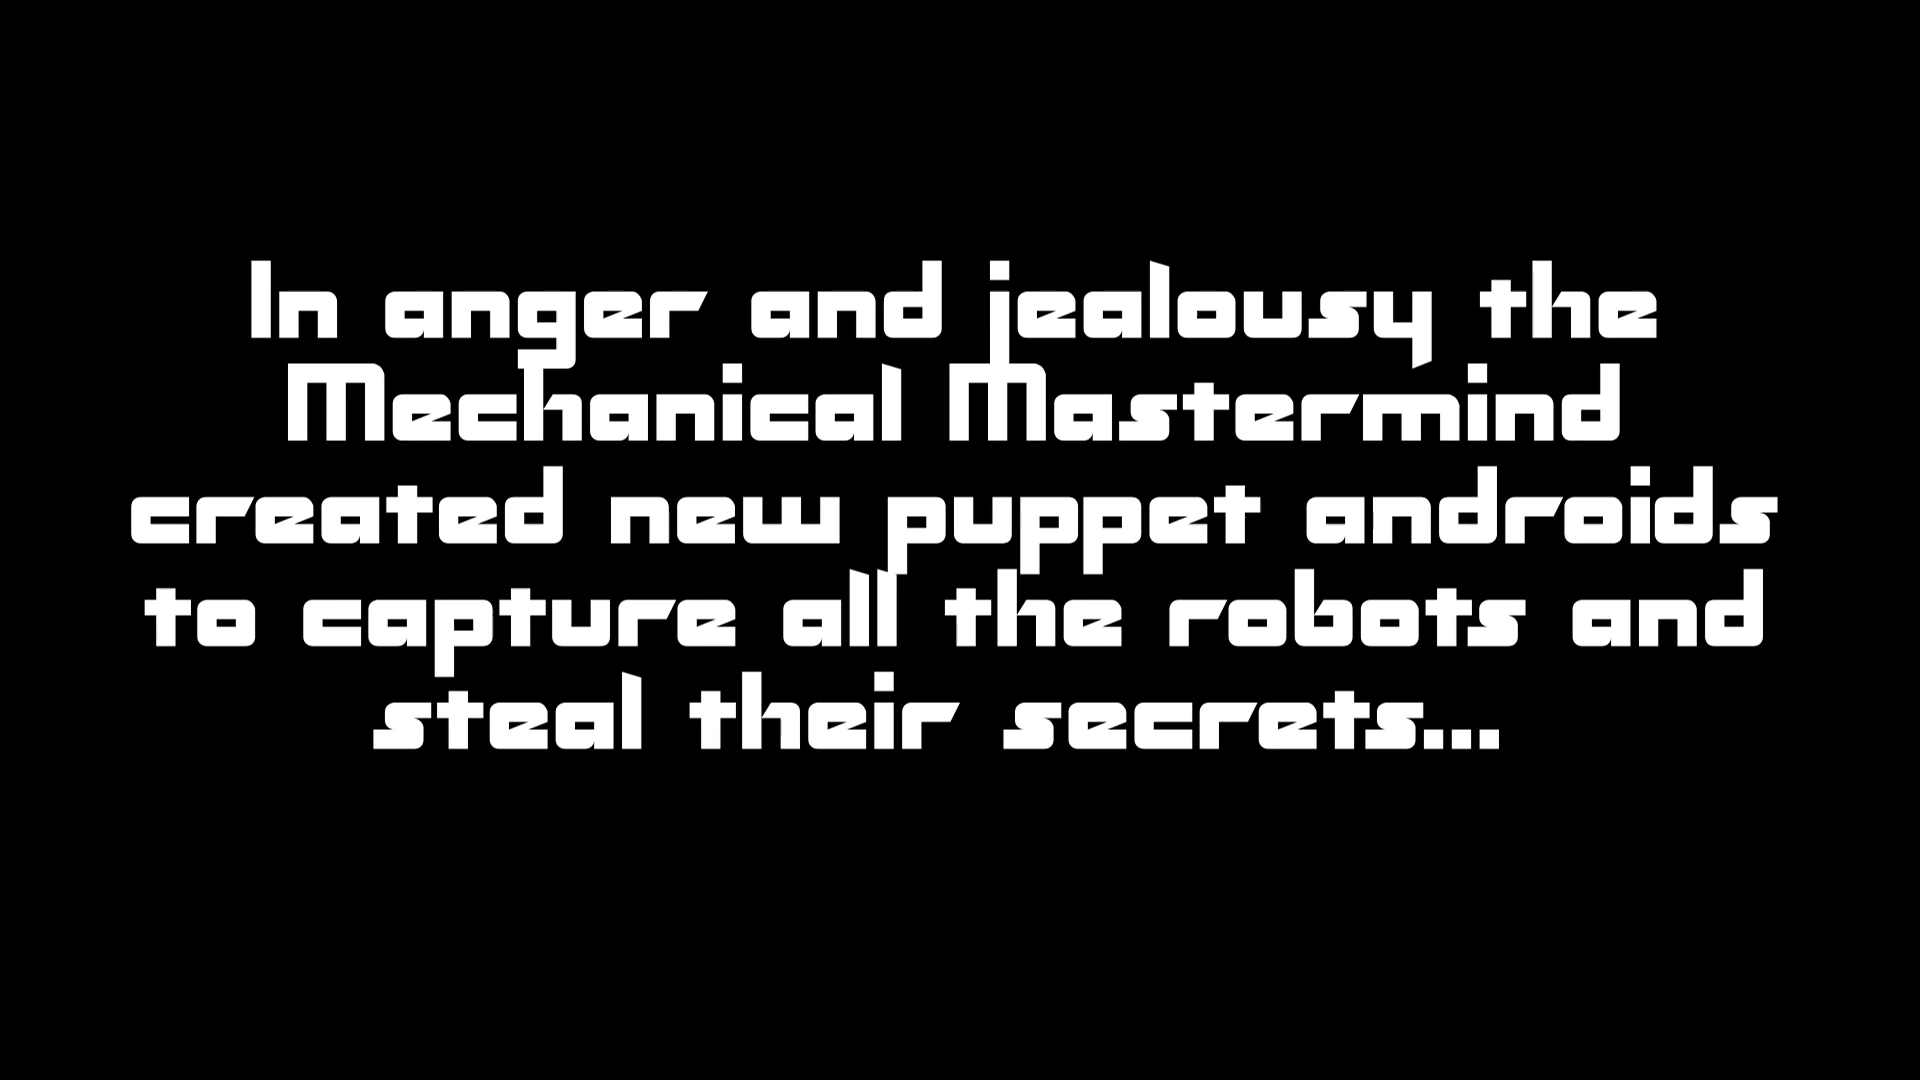 In anger and jealousy the
Mechanical Mastermind
created new puppet androids
to capture all the robots and
steal their secrets...